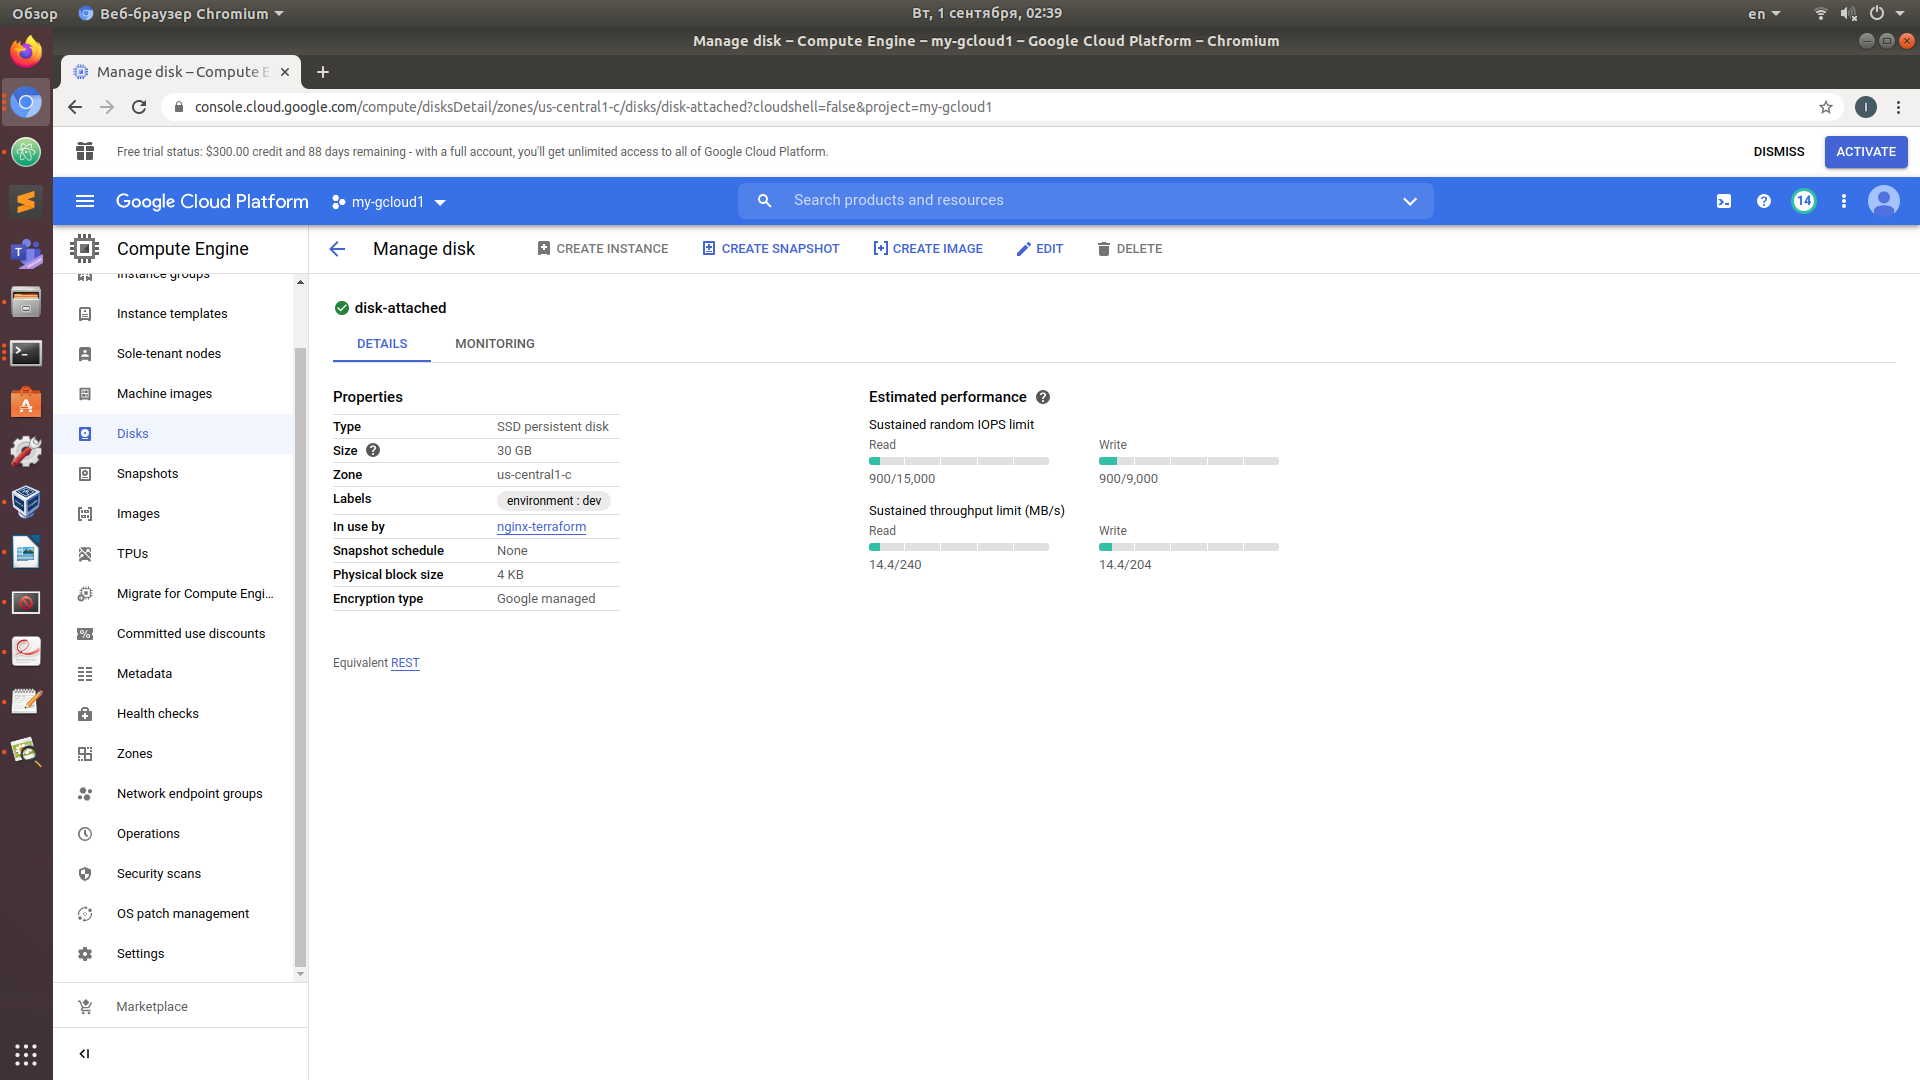 Обзор
Веб-браузер Chromium
Вт, 1 сентября, 02:39
en
Manage disk – Compute Engine – my-gcloud1 – Google Cloud Platform – Chromium
Manage disk – Compute E
console.cloud.google.com/compute/disksDetail/zones/us-central1-c/disks/disk-attached?cloudshell=false&project=my-gcloud1
I
Free trial status: $300.00 credit and 88 days remaining - with a full account, you'll get unlimited access to all of Google Cloud Platform.
DISMISS
ACTIVATE
Google Cloud Platform
my-gcloud1
Search products and resources
14
Compute Engine
Manage disk
CREATE INSTANCE
CREATE SNAPSHOT
CREATE IMAGE
EDIT
DELETE
Instance groups
Instance templates
Sole-tenant nodes
Machine images
Disks
Snapshots
Images
TPUs
Migrate for Compute Engi...
Committed use discounts
Metadata
Health checks
Zones
Network endpoint groups
Operations
Security scans
OS patch management
Settings
Marketplace
disk-attached
DETAILS
MONITORING
Properties
Type SSD persistent disk
Size 30 GB
Zone us-central1-c
Labels environment : dev
In use by nginx-terraform
Snapshot schedule None
Physical block size 4 KB
Encryption type Google managed
Equivalent REST
Estimated performance
Sustained random IOPS limit
Read Write
900/15,000 900/9,000
Sustained throughput limit (MB/s)
Read Write
14.4/240 14.4/204